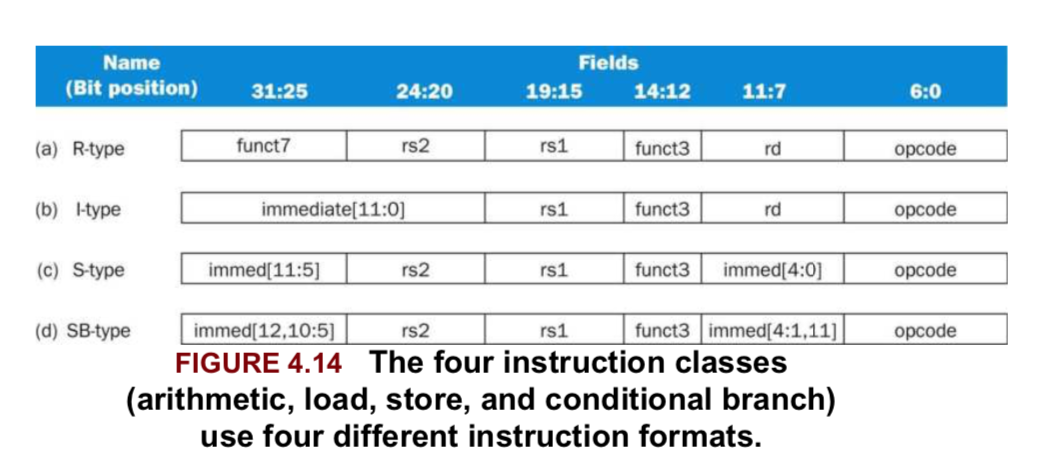 Name Fields
(Bit position) 31:25 24:20 19:15 14:12 11:7 6:0
(a) R-type funct7 rs2 rs1 funct3 rd opcode
(b) I-type immediate[11:0] rs1 funct3 rd opcode
(c) S-type immed[11:5] rs2 rs1 funct3 immed[4:0] opcode
(d) SB-type immed[12,10:5] rs2 rs1 funct3 immed[4:1,11] opcode
FIGURE 4.14 The four instruction classes
(arithmetic, load, store, and conditional branch)
use four different instruction formats.